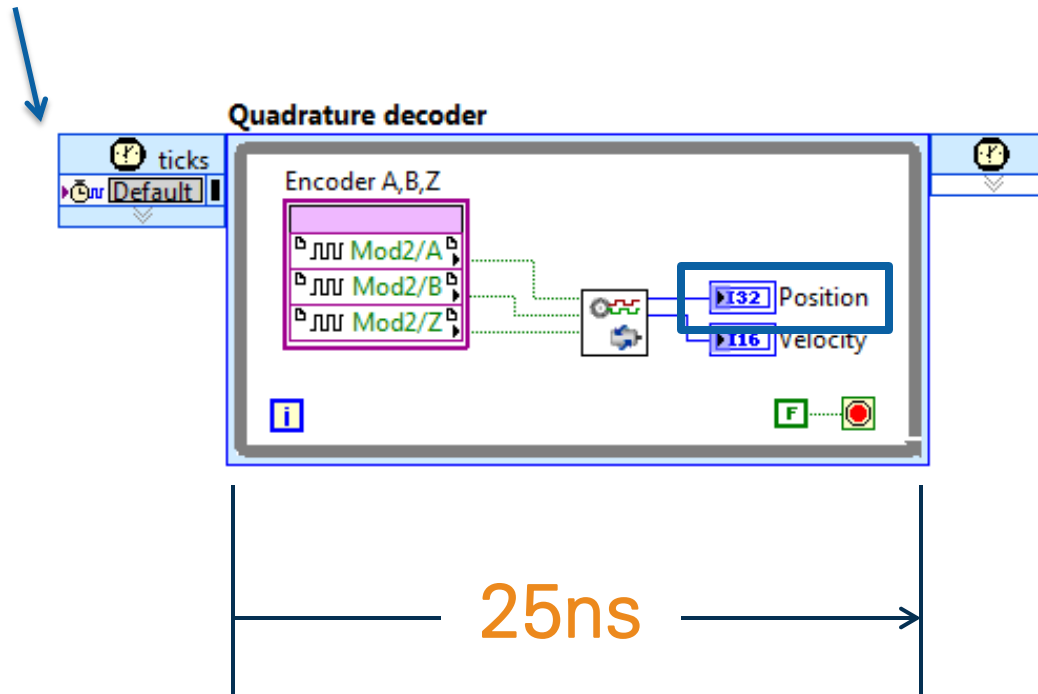 Quadrature decoder
ticks
Default
Encoder A,B,Z
Mod2/A
Mod2/B
Mod2/Z
I32 Position
I16 Velocity
i
F
25ns